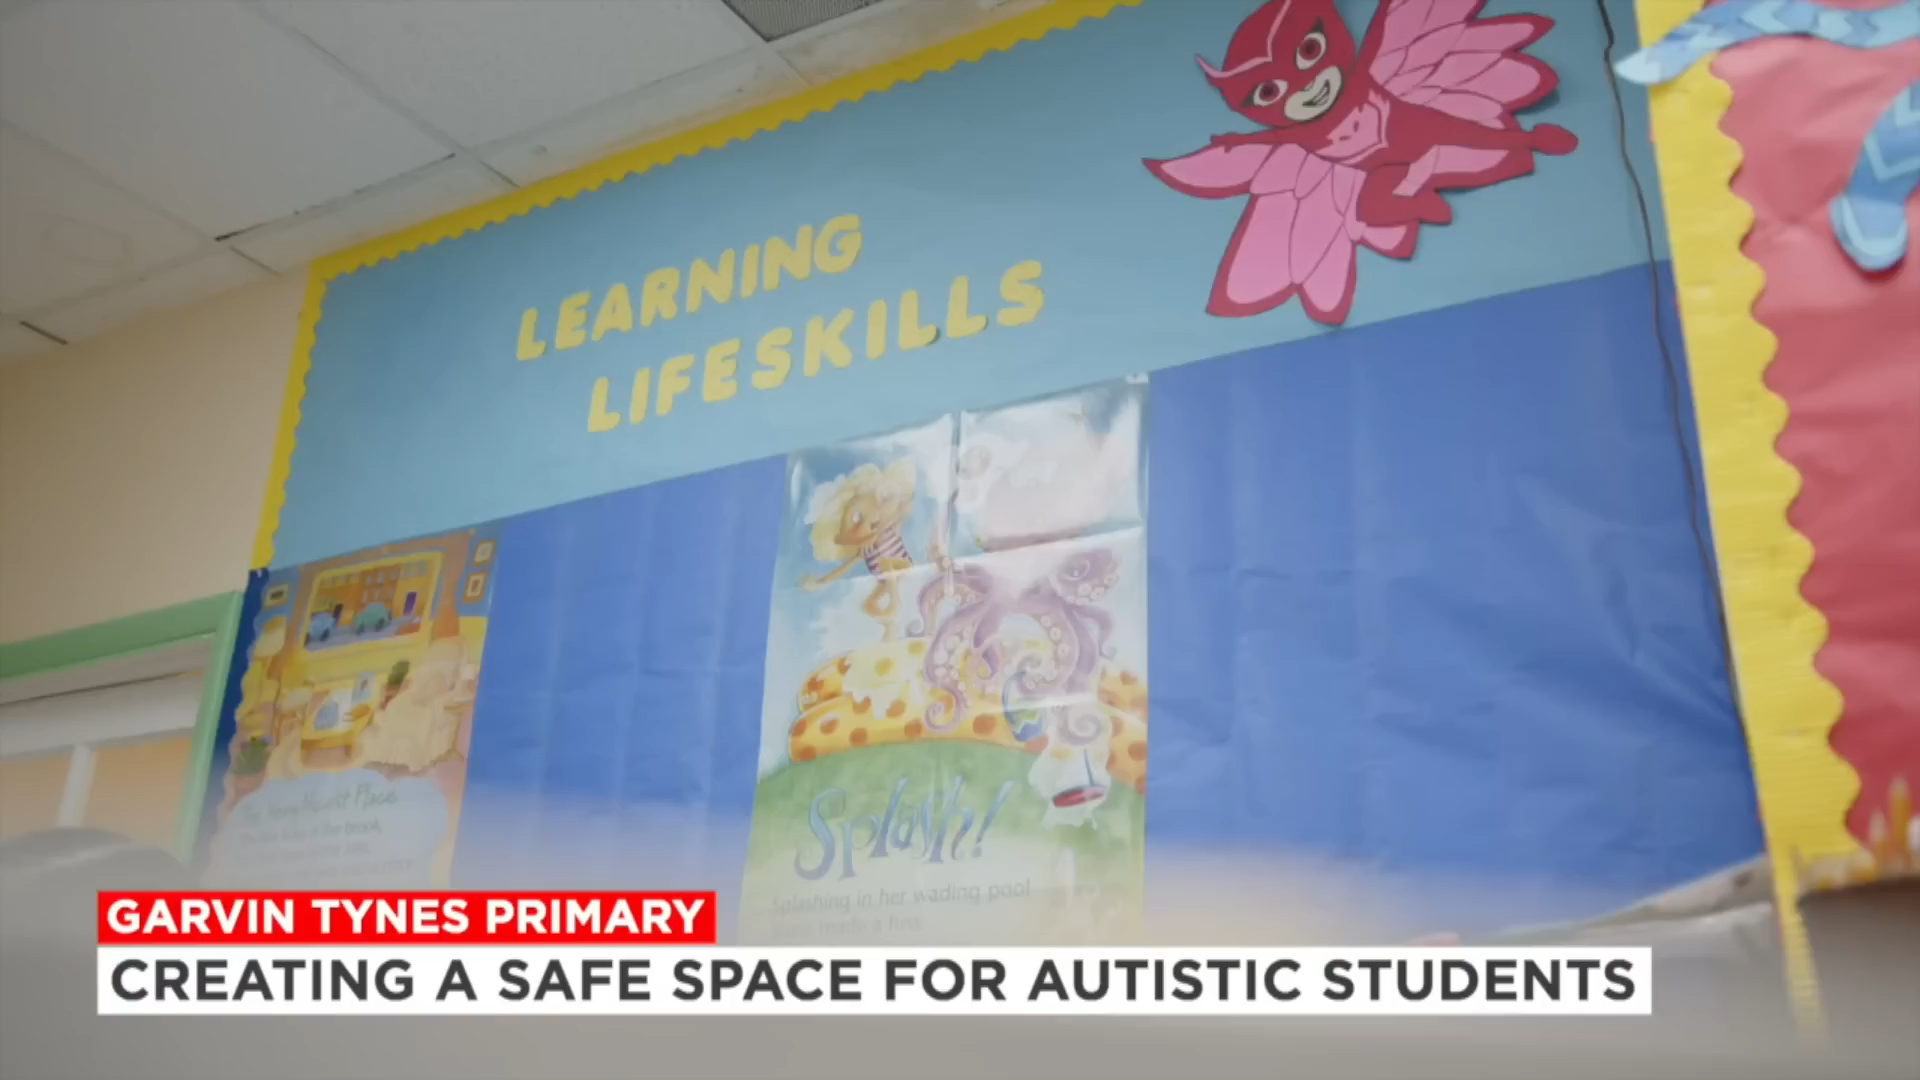 LEARNING
LIFESKILLS
Splash!
Splashing in her wading pool
GARVIN TYNES PRIMARY
CREATING A SAFE SPACE FOR AUTISTIC STUDENTS